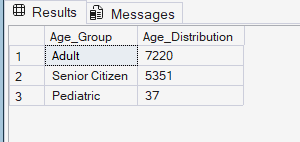 Results Messages
Age_Group Age_Distribution
1 Adult 7220
2 Senior Citizen 5351
3 Pediatric 37